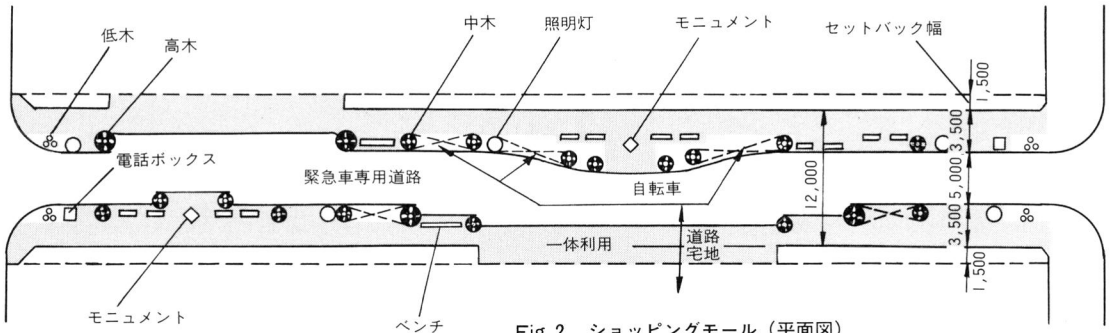 低木
高木
中木
照明灯
モニュメント
セットバック幅
電話ボックス
緊急車専用道路
自転車
12,000
1,500
3,500
5,000
3,500
1,500
一体利用
道路
宅地
モニュメント
ベンチ
Fig. 2 ショッピングモール（平面図）